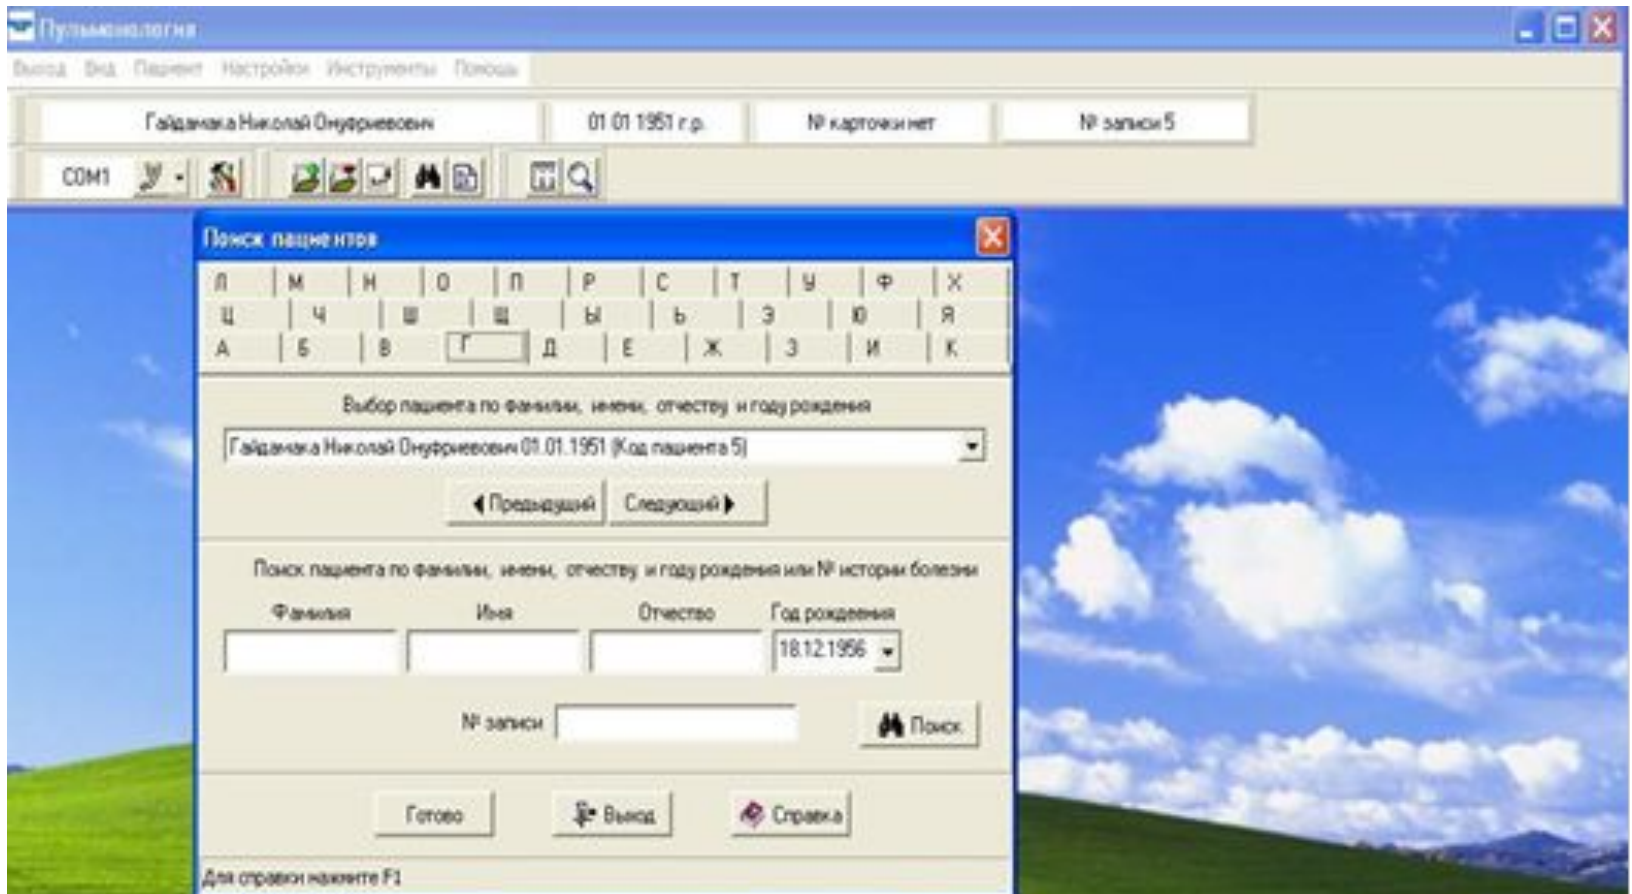 Пульмонология
Выход Вид Пациент Настройки Инструменты Помощь
Гайдамака Николай Онуфриевович 01 01 1951 г.р. № карточки нет № записи 5
COM1
Поиск пациентов
Л М Н О П Р С Т У Ф Х
Ц Ч Ш Щ Ы Ь Э Ю Я
А Б В Г Д Е Ж З И К
Выбор пациента по фамилии, имени, отчеству и году рождения
Гайдамака Николай Онуфриевович 01.01.1951 (Код пациента 5)
Предыдущий Следующий
Поиск пациента по фамилии, имени, отчеству и году рождения или № истории болезни
Фамилия Имя Отчество Год рождеения
18.12.1956
№ записи Поиск
Готово Выход Справка
Для справки нажмите F1